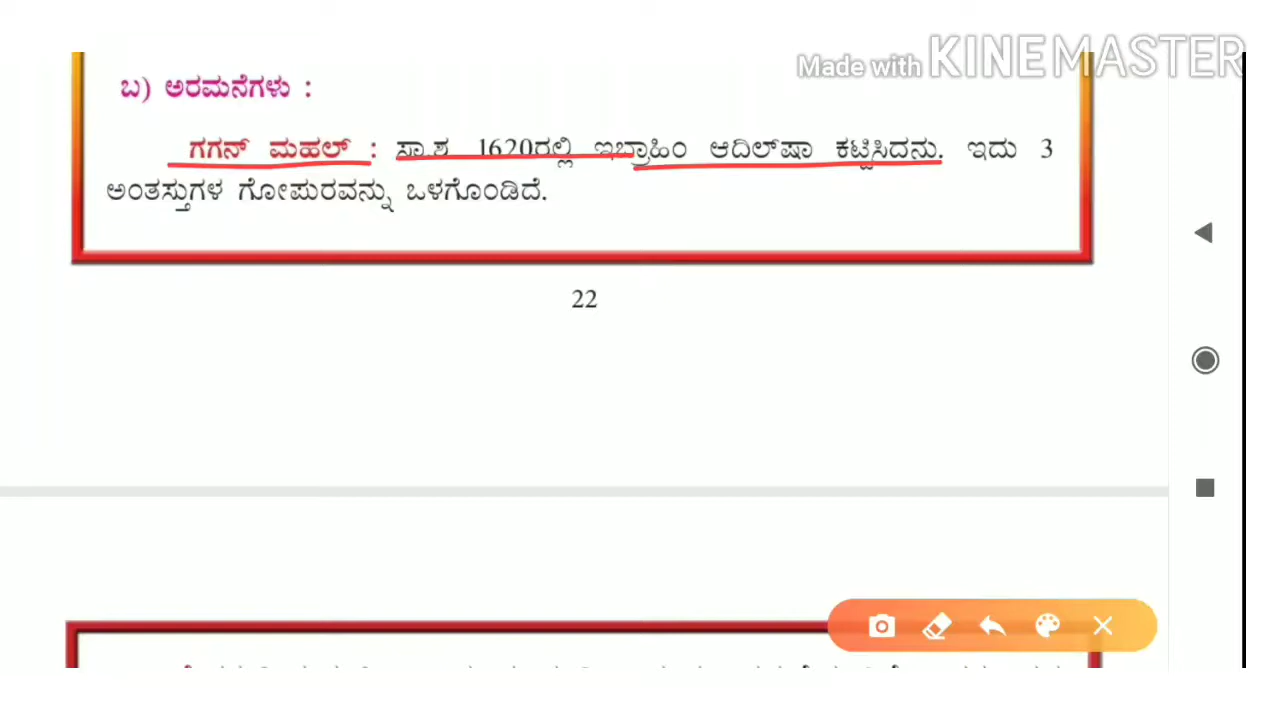 Made with KINEMASTER
ಬ) ಅರಮನೆಗಳು :
ಗಗನ್ ಮಹಲ್ : ಸಾ.ಶ 1620ರಲ್ಲಿ ಇಬ್ರಾಹಿಂ ಆದಿಲ್‌ಷಾ ಕಟ್ಟಿಸಿದನು. ಇದು 3
ಅಂತಸ್ತುಗಳ ಗೋಪುರವನ್ನು ಒಳಗೊಂಡಿದೆ.
22